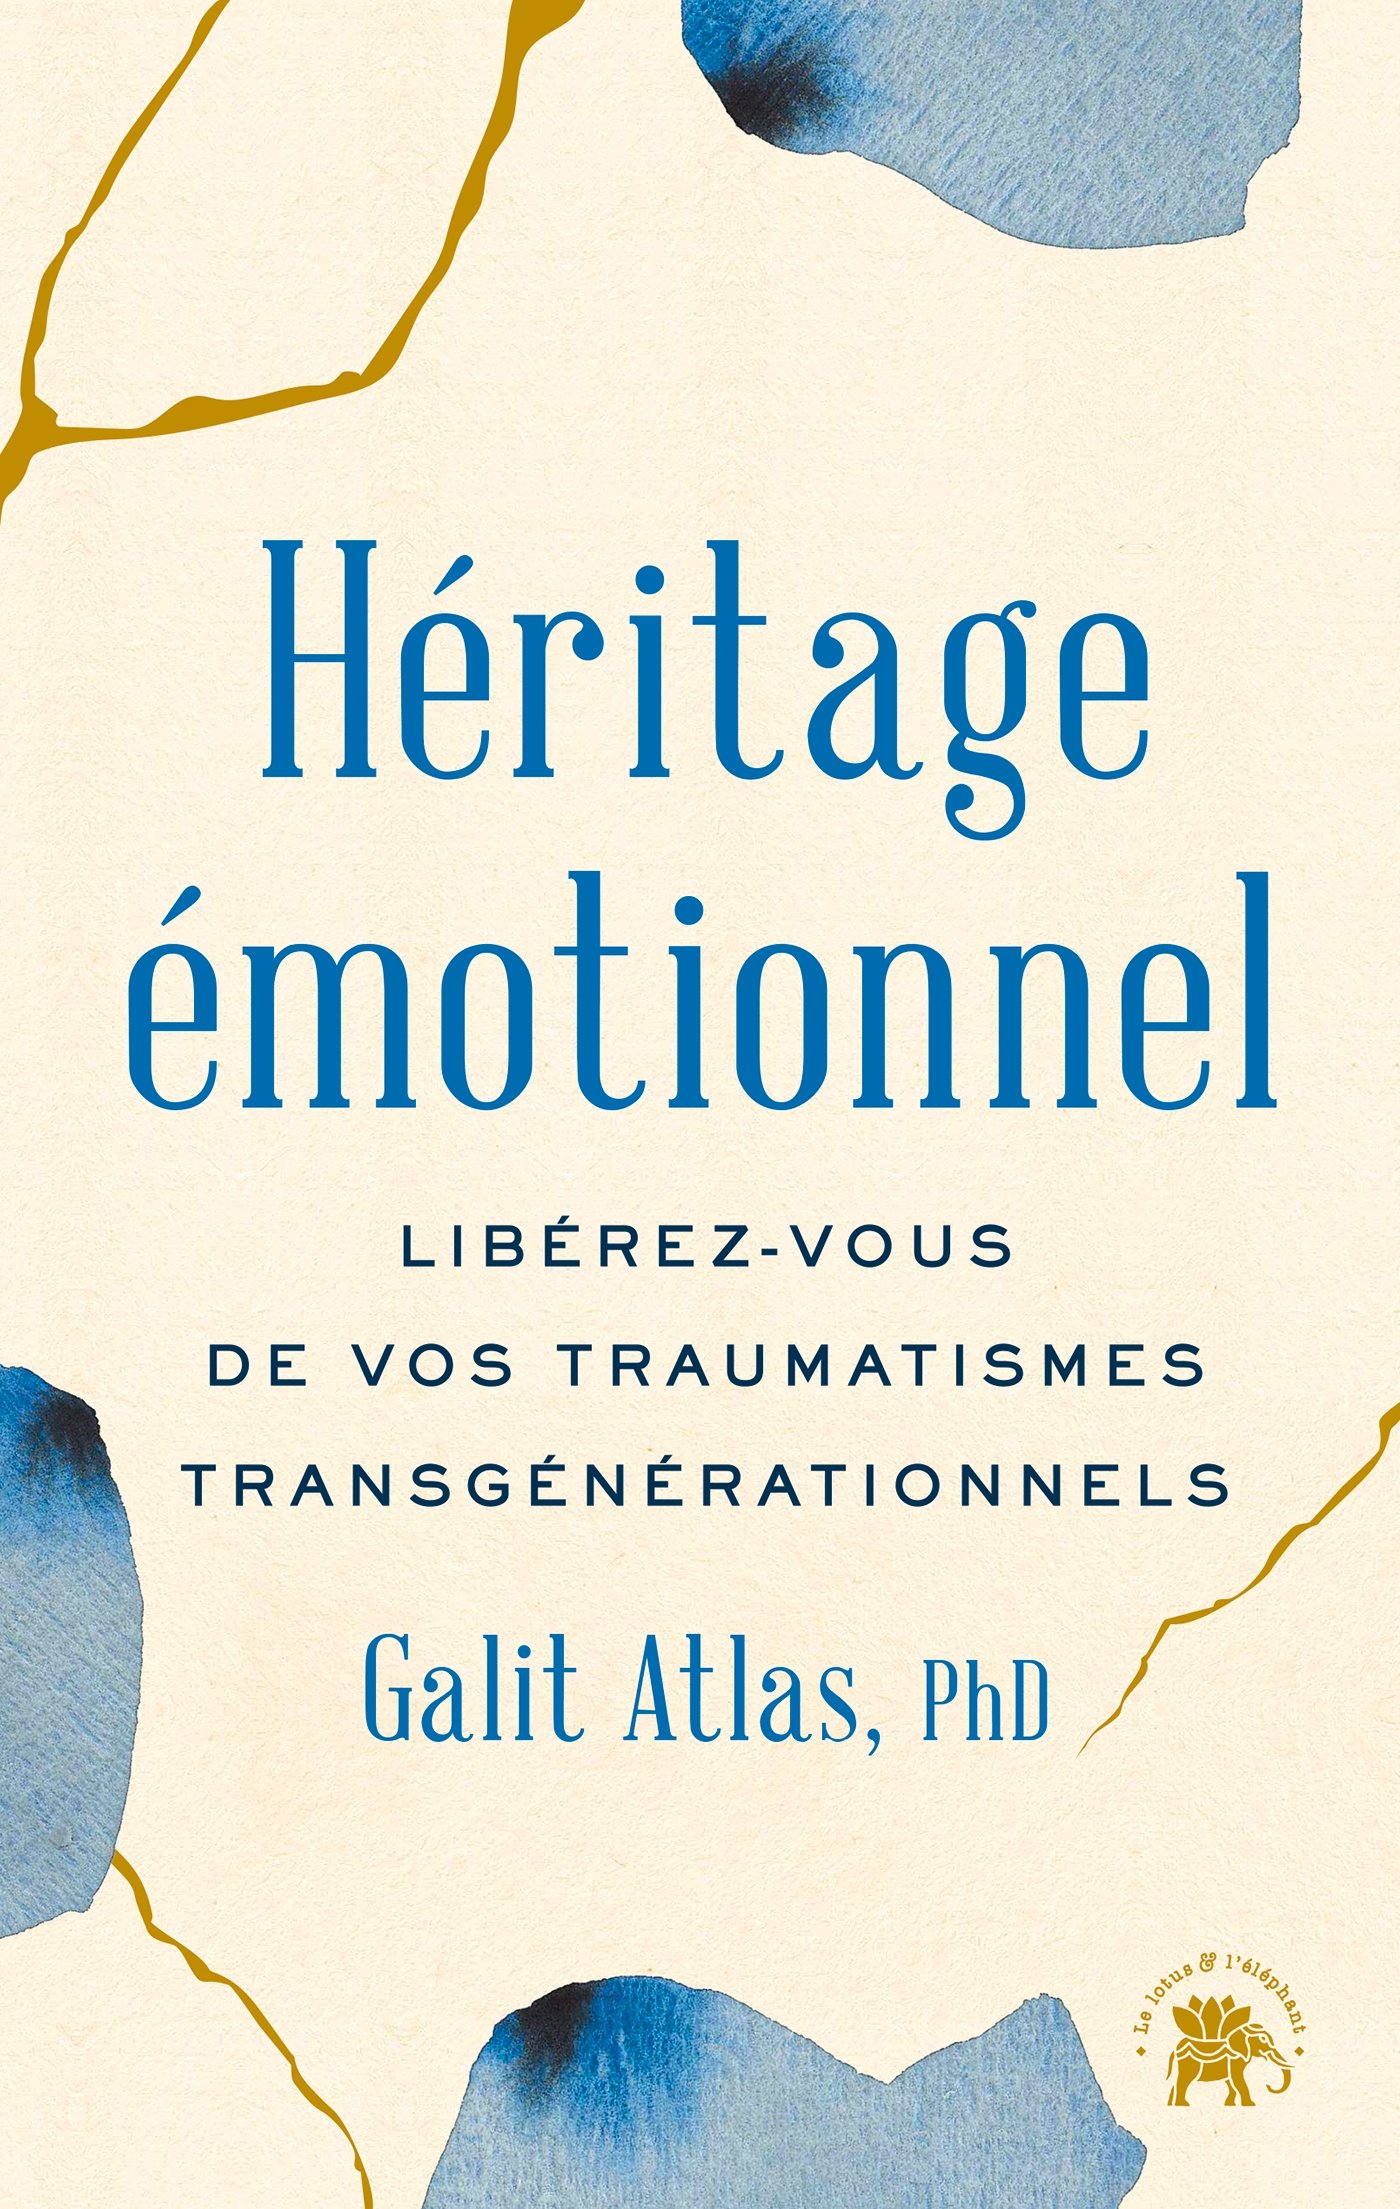 Héritage
émotionnel
LIBÉREZ-VOUS
DE VOS TRAUMATISMES
TRANSGÉNÉRATIONNELS
Galit Atlas, PhD
Le lotus & l'éléphant